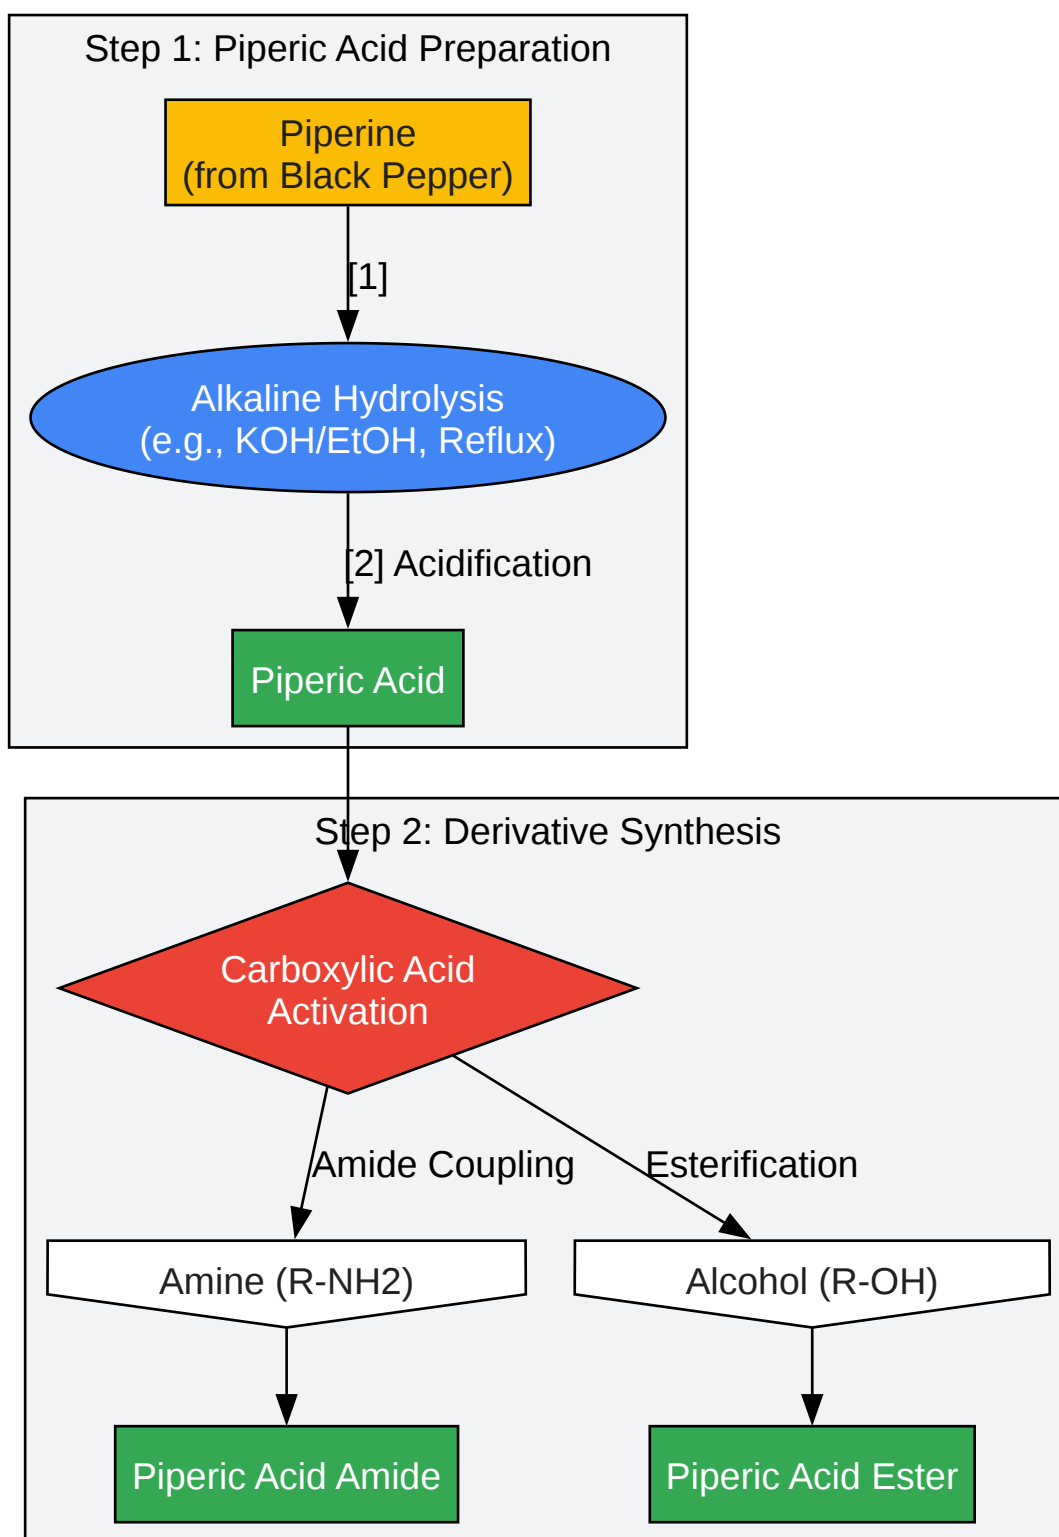 Step 1: Piperic Acid Preparation
Piperine
(from Black Pepper)
[1]
Alkaline Hydrolysis
(e.g., KOH/EtOH, Reflux)
[2] Acidification
Piperic Acid
Step 2: Derivative Synthesis
Carboxylic Acid
Activation
Amide Coupling
Esterification
Amine (R-NH2)
Alcohol (R-OH)
Piperic Acid Amide
Piperic Acid Ester